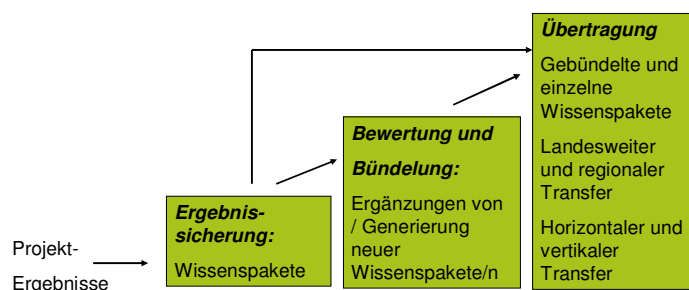 Projekt-
Ergebnisse
Ergebnis-
sicherung:
Wissenspakete
Bewertung und
Bündelung:
Ergänzungen von
/ Generierung
neuer
Wissenspakete/n
Übertragung
Gebündelte und
einzelne
Wissenspakete
Landesweiter
und regionaler
Transfer
Horizontaler und
vertikaler
Transfer